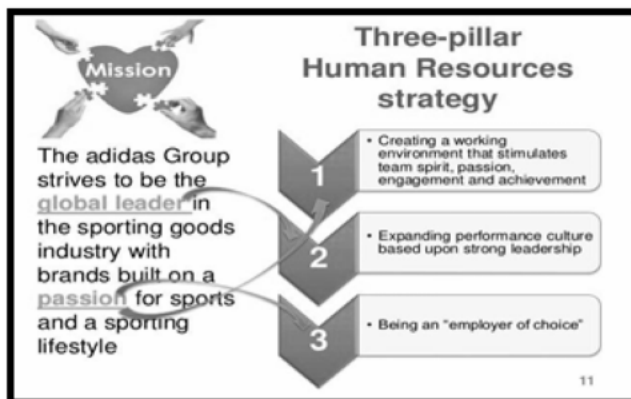 Mission
The adidas Group
strives to be the
global leader in
the sporting goods
industry with
brands built on a
passion for sports
and a sporting
lifestyle
Three-pillar
Human Resources
strategy
1
• Creating a working
environment that stimulates
team spirit, passion,
engagement and achievement
2
• Expanding performance culture
based upon strong leadership
3
• Being an "employer of choice"
11